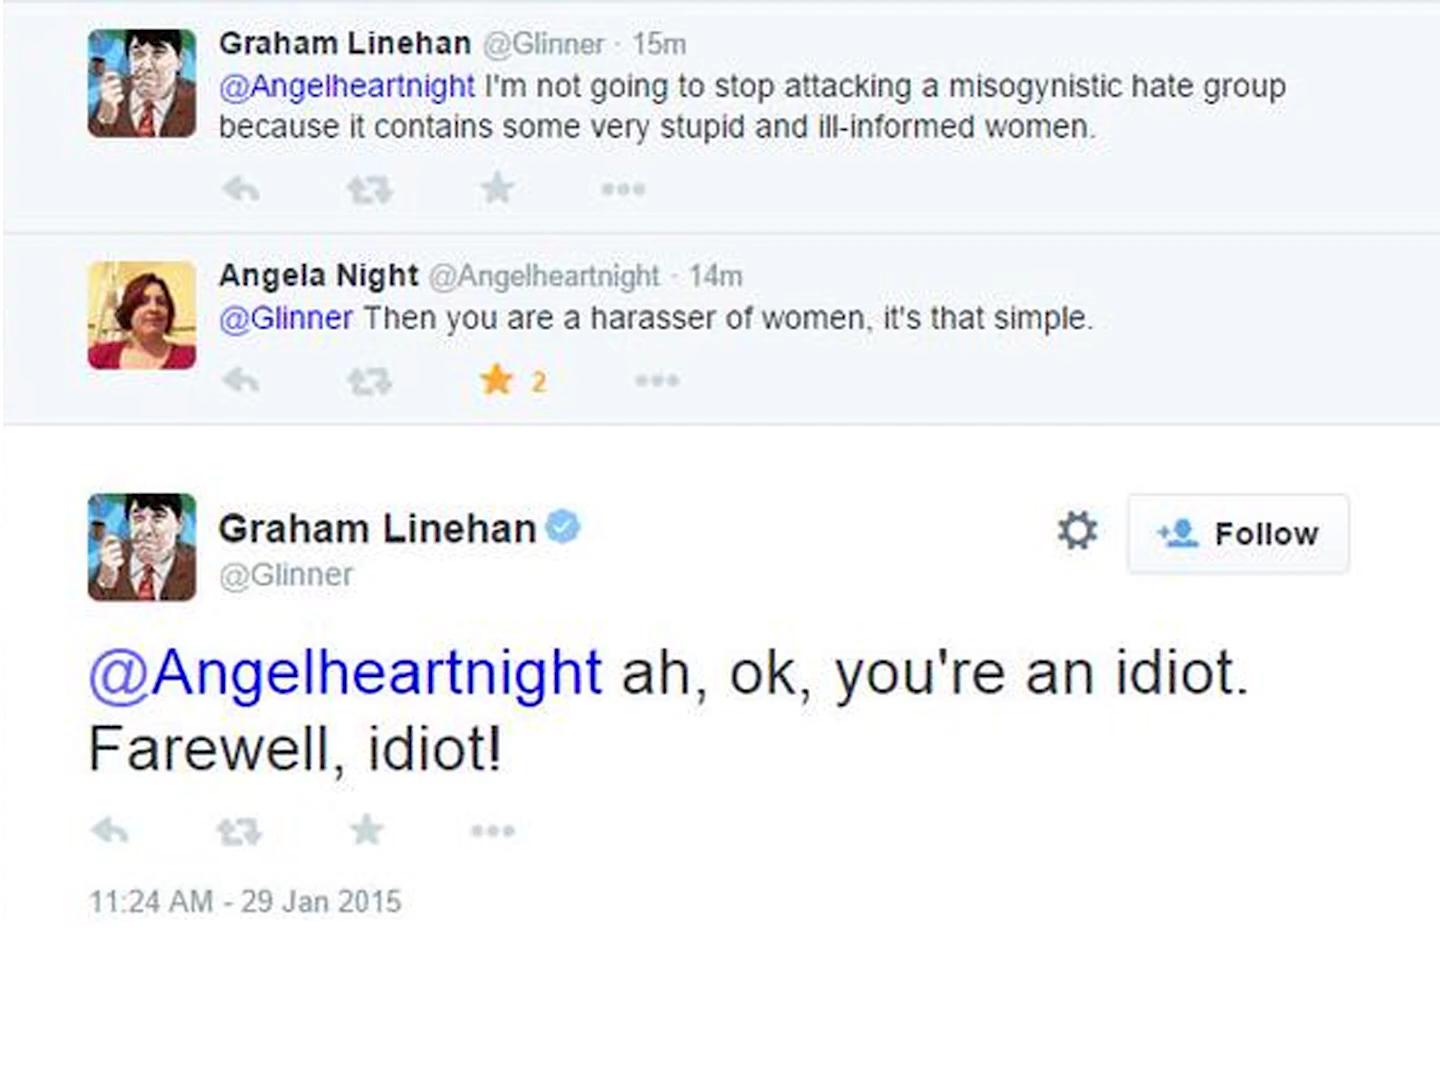 Graham Linehan @Glinner · 15m
@Angelheartnight I'm not going to stop attacking a misogynistic hate group
because it contains some very stupid and ill-informed women.
Angela Night @Angelheartnight · 14m
@Glinner Then you are a harasser of women, it's that simple.
2
Graham Linehan
Follow
@Glinner
@Angelheartnight ah, ok, you're an idiot.
Farewell, idiot!
11:24 AM - 29 Jan 2015